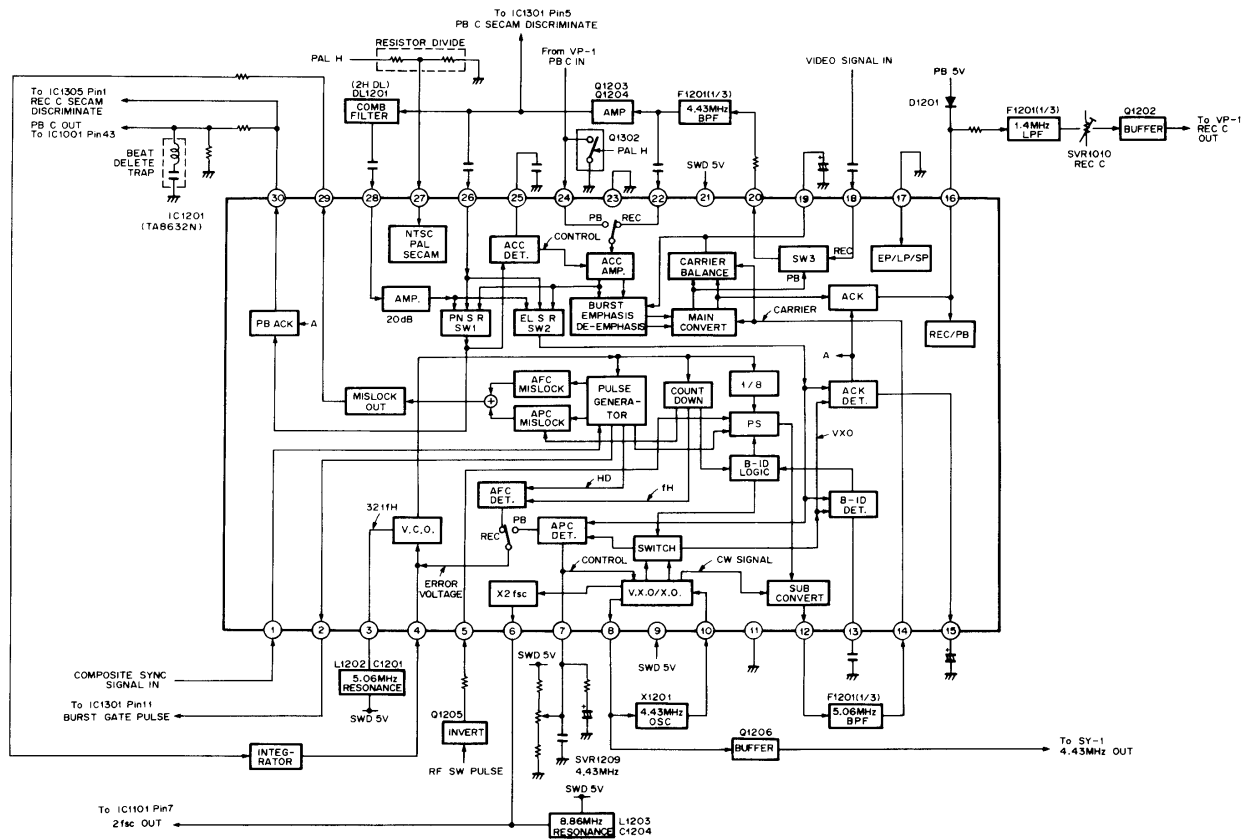 To IC1301 Pin5
PB C SECAM DISCRIMINATE
RESISTOR DIVIDE
PAL H
From VP-1
PB C IN
VIDEO SIGNAL IN
PB 5V
To IC1305 Pin1
REC C SECAM
DISCRIMINATE
PB C OUT
To IC1001 Pin43
(2H DL)
DL1201
COMB
FILTER
Q1203
Q1204
AMP
F1201(1/3)
4.43MHz
BPF
D1201
F1201(1/3)
1.4MHz
LPF
Q1202
BUFFER
To VP-1
REC C
OUT
SVR1010
REC C
BEAT
DELETE
TRAP
Q1302
PAL H
SWD 5V
IC1201
(TA8632N)
30
29
28
27
26
25
24
23
22
21
20
19
18
17
16
PB
REC
NTSC
PAL
SECAM
ACC
DET.
CONTROL
ACC
AMP.
CARRIER
BALANCE
SW3
REC
PB
EP/LP/SP
AMP.
20dB
PB ACK
A
PN S R
SW1
EL S R
SW2
BURST
EMPHASIS
DE-EMPHASIS
MAIN
CONVERT
ACK
CARRIER
REC/PB
A
MISLOCK
OUT
+
AFC
MISLOCK
APC
MISLOCK
PULSE
GENERA-
TOR
COUNT
DOWN
1/8
PS
ACK
DET.
VXO
B-ID
LOGIC
HD
fH
AFC
DET.
321fH
V.C.O.
REC
PB
APC
DET.
SWITCH
B-ID
DET.
ERROR
VOLTAGE
CONTROL
CW SIGNAL
X2fsc
V.X.O/X.O.
SUB
CONVERT
1
2
3
4
5
6
7
8
9
10
11
12
13
14
15
COMPOSITE SYNC
SIGNAL IN
L1202 C1201
5.06MHz
RESONANCE
SWD 5V
SWD 5V
SWD 5V
X1201
4.43MHz
OSC
F1201(1/3)
5.06MHz
BPF
To IC1301 Pin11
BURST GATE PULSE
Q1205
INVERT
RF SW PULSE
INTEG-
RATOR
SVR1209
4.43MHz
Q1206
BUFFER
To SY-1
4.43MHz OUT
SWD 5V
8.86MHz
RESONANCE
L1203
C1204
To IC1101 Pin7
2fsc OUT